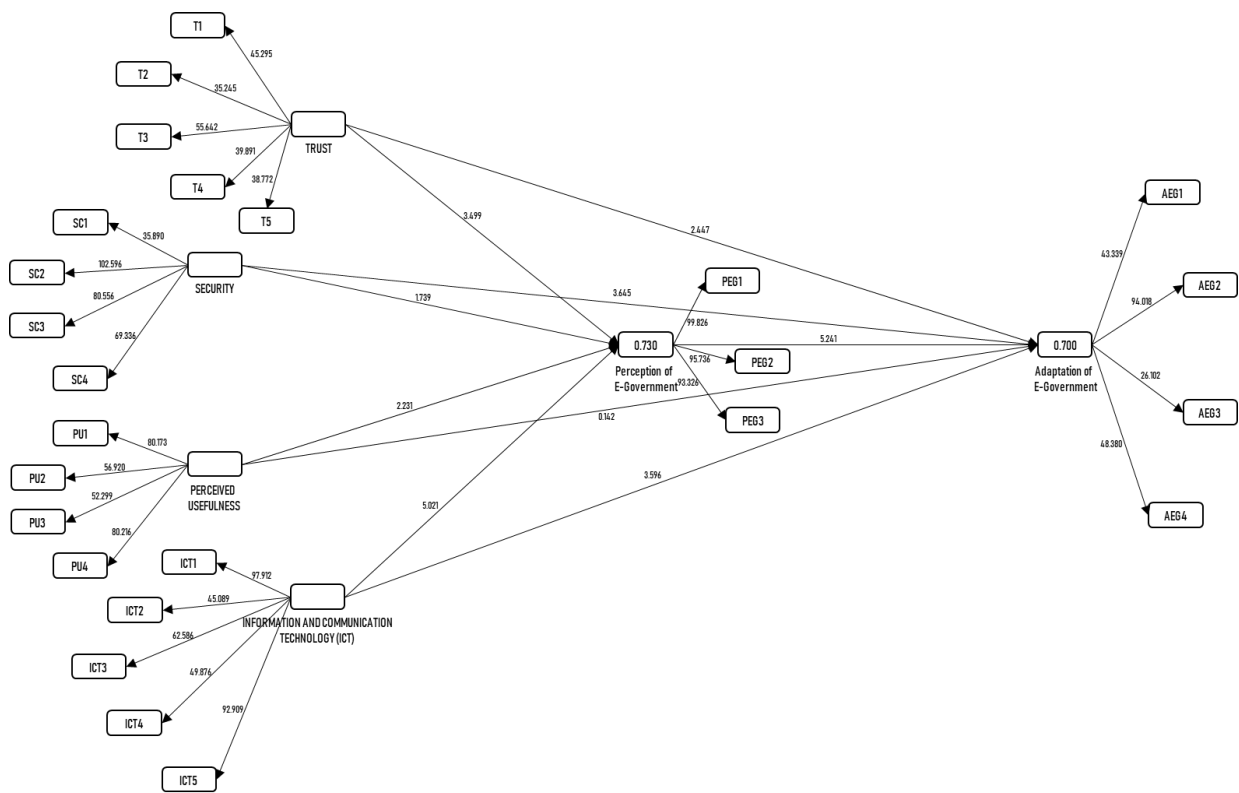 T1
45.295
T2
35.245
T3
55.642
39.891
T4
38.772
T5
TRUST
SC1
35.890
SC2
102.596
SC3
80.556
69.336
SC4
SECURITY
PU1
80.173
PU2
56.920
PU3
52.299
80.216
PU4
PERCEIVED
USEFULNESS
ICT1
97.912
ICT2
45.089
62.586
ICT3
49.876
ICT4
92.909
ICT5
INFORMATION AND COMMUNICATION
TECHNOLOGY (ICT)
3.499
2.447
3.645
1.739
2.231
0.142
5.021
3.596
0.730
Perception of
E-Government
PEG1
99.826
95.736
PEG2
93.326
PEG3
5.241
0.700
Adaptation of
E-Government
AEG1
43.339
AEG2
94.018
26.102
AEG3
48.380
AEG4